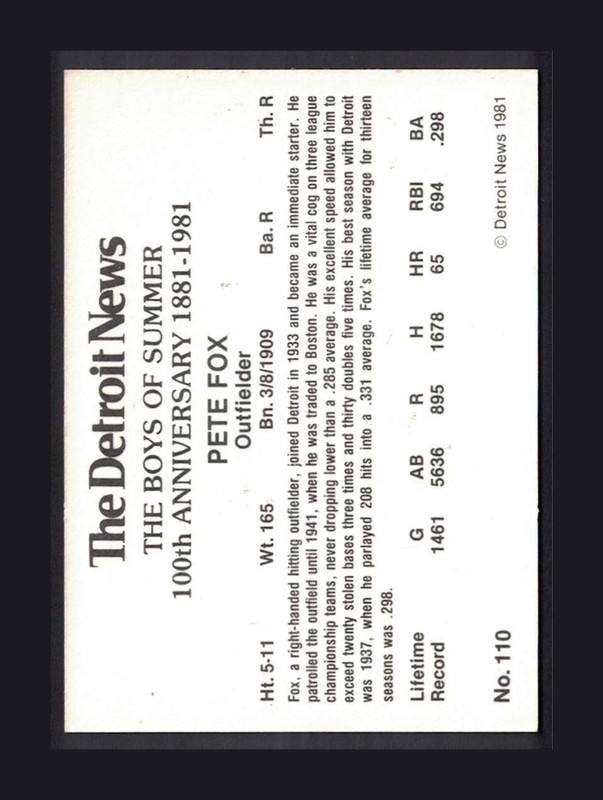 The Detroit News
THE BOYS OF SUMMER
100th ANNIVERSARY 1881-1981
PETE FOX
Outfielder
Ht. 5-11 Wt. 165 Bn. 3/8/1909 Ba. R Th. R
Fox, a right-handed hitting outfielder, joined Detroit in 1933 and became an immediate starter. He
patrolled the outfield until 1941, when he was traded to Boston. He was a vital cog on three league
championship teams, never dropping lower than a .285 average. His excellent speed allowed him to
exceed twenty stolen bases three times and thirty doubles five times. His best season with Detroit
was 1937, when he parlayed 208 hits into a .331 average. Fox's lifetime average for thirteen
seasons was .298.
Lifetime G AB R H HR RBI BA
Record 1461 5636 895 1678 65 694 .298
No. 110 © Detroit News 1981